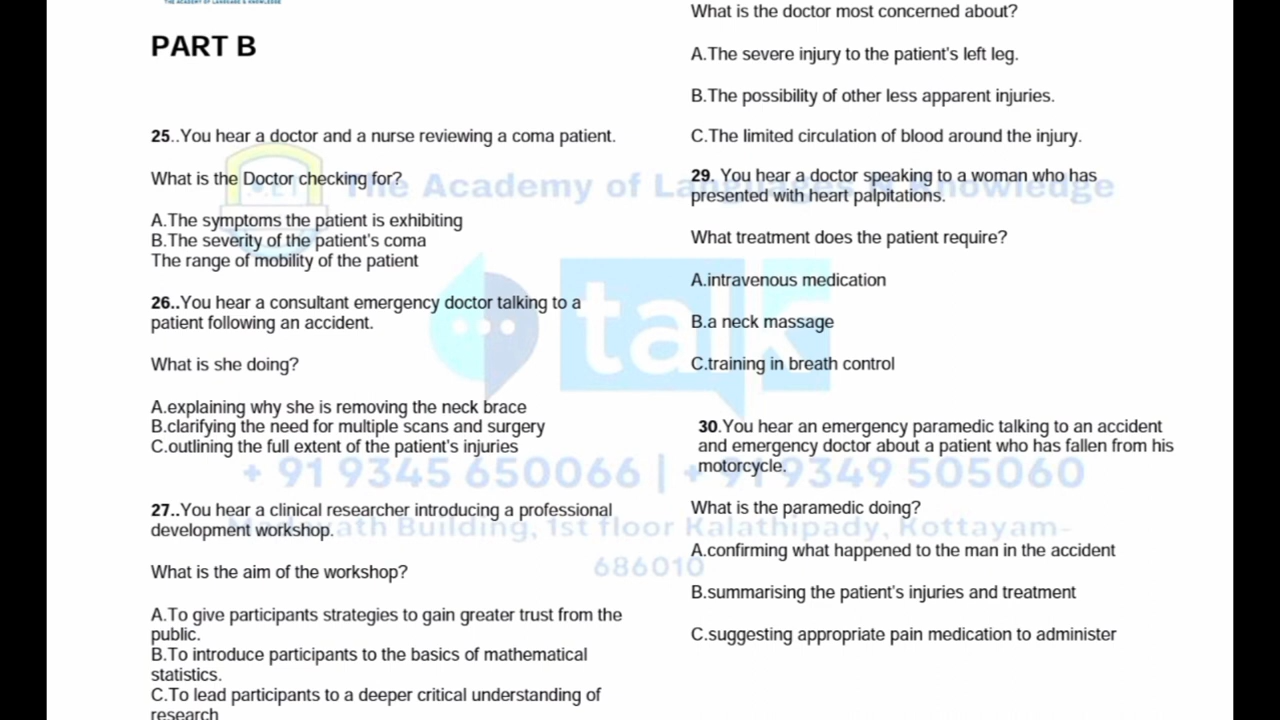 THE ACADEMY OF LANGUAGE & KNOWLEDGE
PART B
25..You hear a doctor and a nurse reviewing a coma patient.
What is the Doctor checking for?
A.The symptoms the patient is exhibiting
B.The severity of the patient's coma
The range of mobility of the patient
26..You hear a consultant emergency doctor talking to a
patient following an accident.
What is she doing?
A.explaining why she is removing the neck brace
B.clarifying the need for multiple scans and surgery
C.outlining the full extent of the patient's injuries
27..You hear a clinical researcher introducing a professional
development workshop.
What is the aim of the workshop?
A.To give participants strategies to gain greater trust from the
public.
B.To introduce participants to the basics of mathematical
statistics.
C.To lead participants to a deeper critical understanding of
research
What is the doctor most concerned about?
A.The severe injury to the patient's left leg.
B.The possibility of other less apparent injuries.
C.The limited circulation of blood around the injury.
29. You hear a doctor speaking to a woman who has
presented with heart palpitations.
What treatment does the patient require?
A.intravenous medication
B.a neck massage
C.training in breath control
30.You hear an emergency paramedic talking to an accident
and emergency doctor about a patient who has fallen from his
motorcycle.
What is the paramedic doing?
A.confirming what happened to the man in the accident
B.summarising the patient's injuries and treatment
C.suggesting appropriate pain medication to administer
The Academy of Knowledge
talk
+ 91 9345 650066 | + 91 9349 505060
Building, 1st floor Kalathipady, Kottayam-
686010